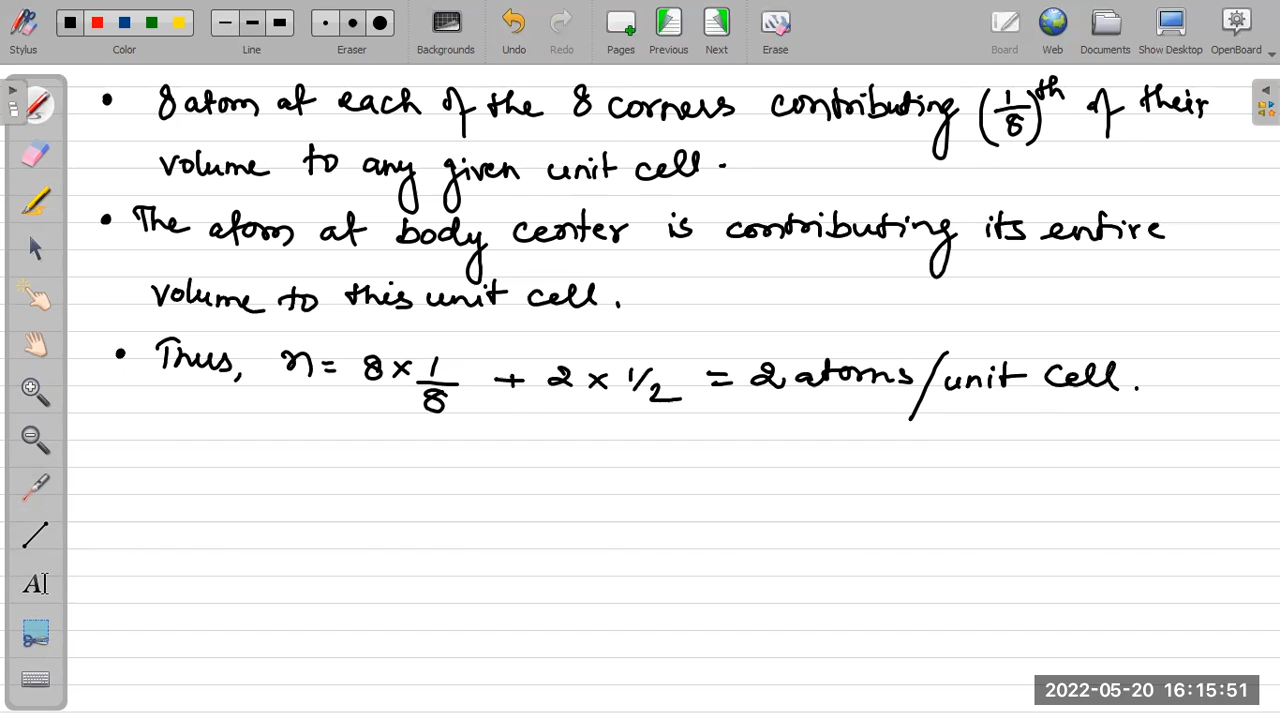 Stylus
Color
Line
Eraser
Backgrounds
Undo
Redo
Pages
Previous
Next
Erase
Board
Web
Documents
Show Desktop
OpenBoard
• 8 atom at each of the 8 corners contributing (1/8)th of their
volume to any given unit cell.
• The atom at body center is contributing its entire
volume to this unit cell.
• Thus, n = 8 × 1/8 + 2 × 1/2 = 2 atoms/unit cell.
2022-05-20 16:15:51